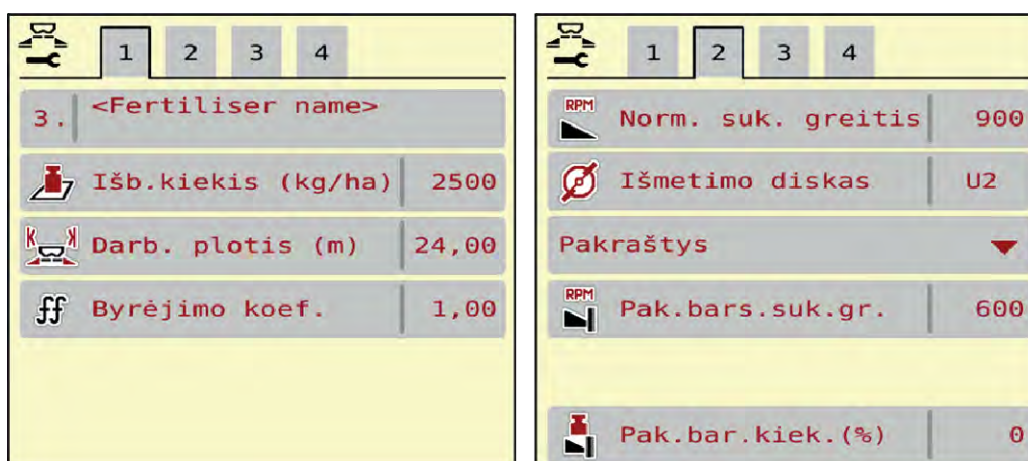 1 2 3 4
3. <Fertiliser name>
Išb.kiekis (kg/ha) 2500
K K Darb. plotis (m) 24,00
ff Byrėjimo koef. 1,00
1 2 3 4
RPM Norm. suk. greitis 900
Išmetimo diskas U2
Pakraštys
RPM Pak.bars.suk.gr. 600
Pak.bar.kiek.(%) 0